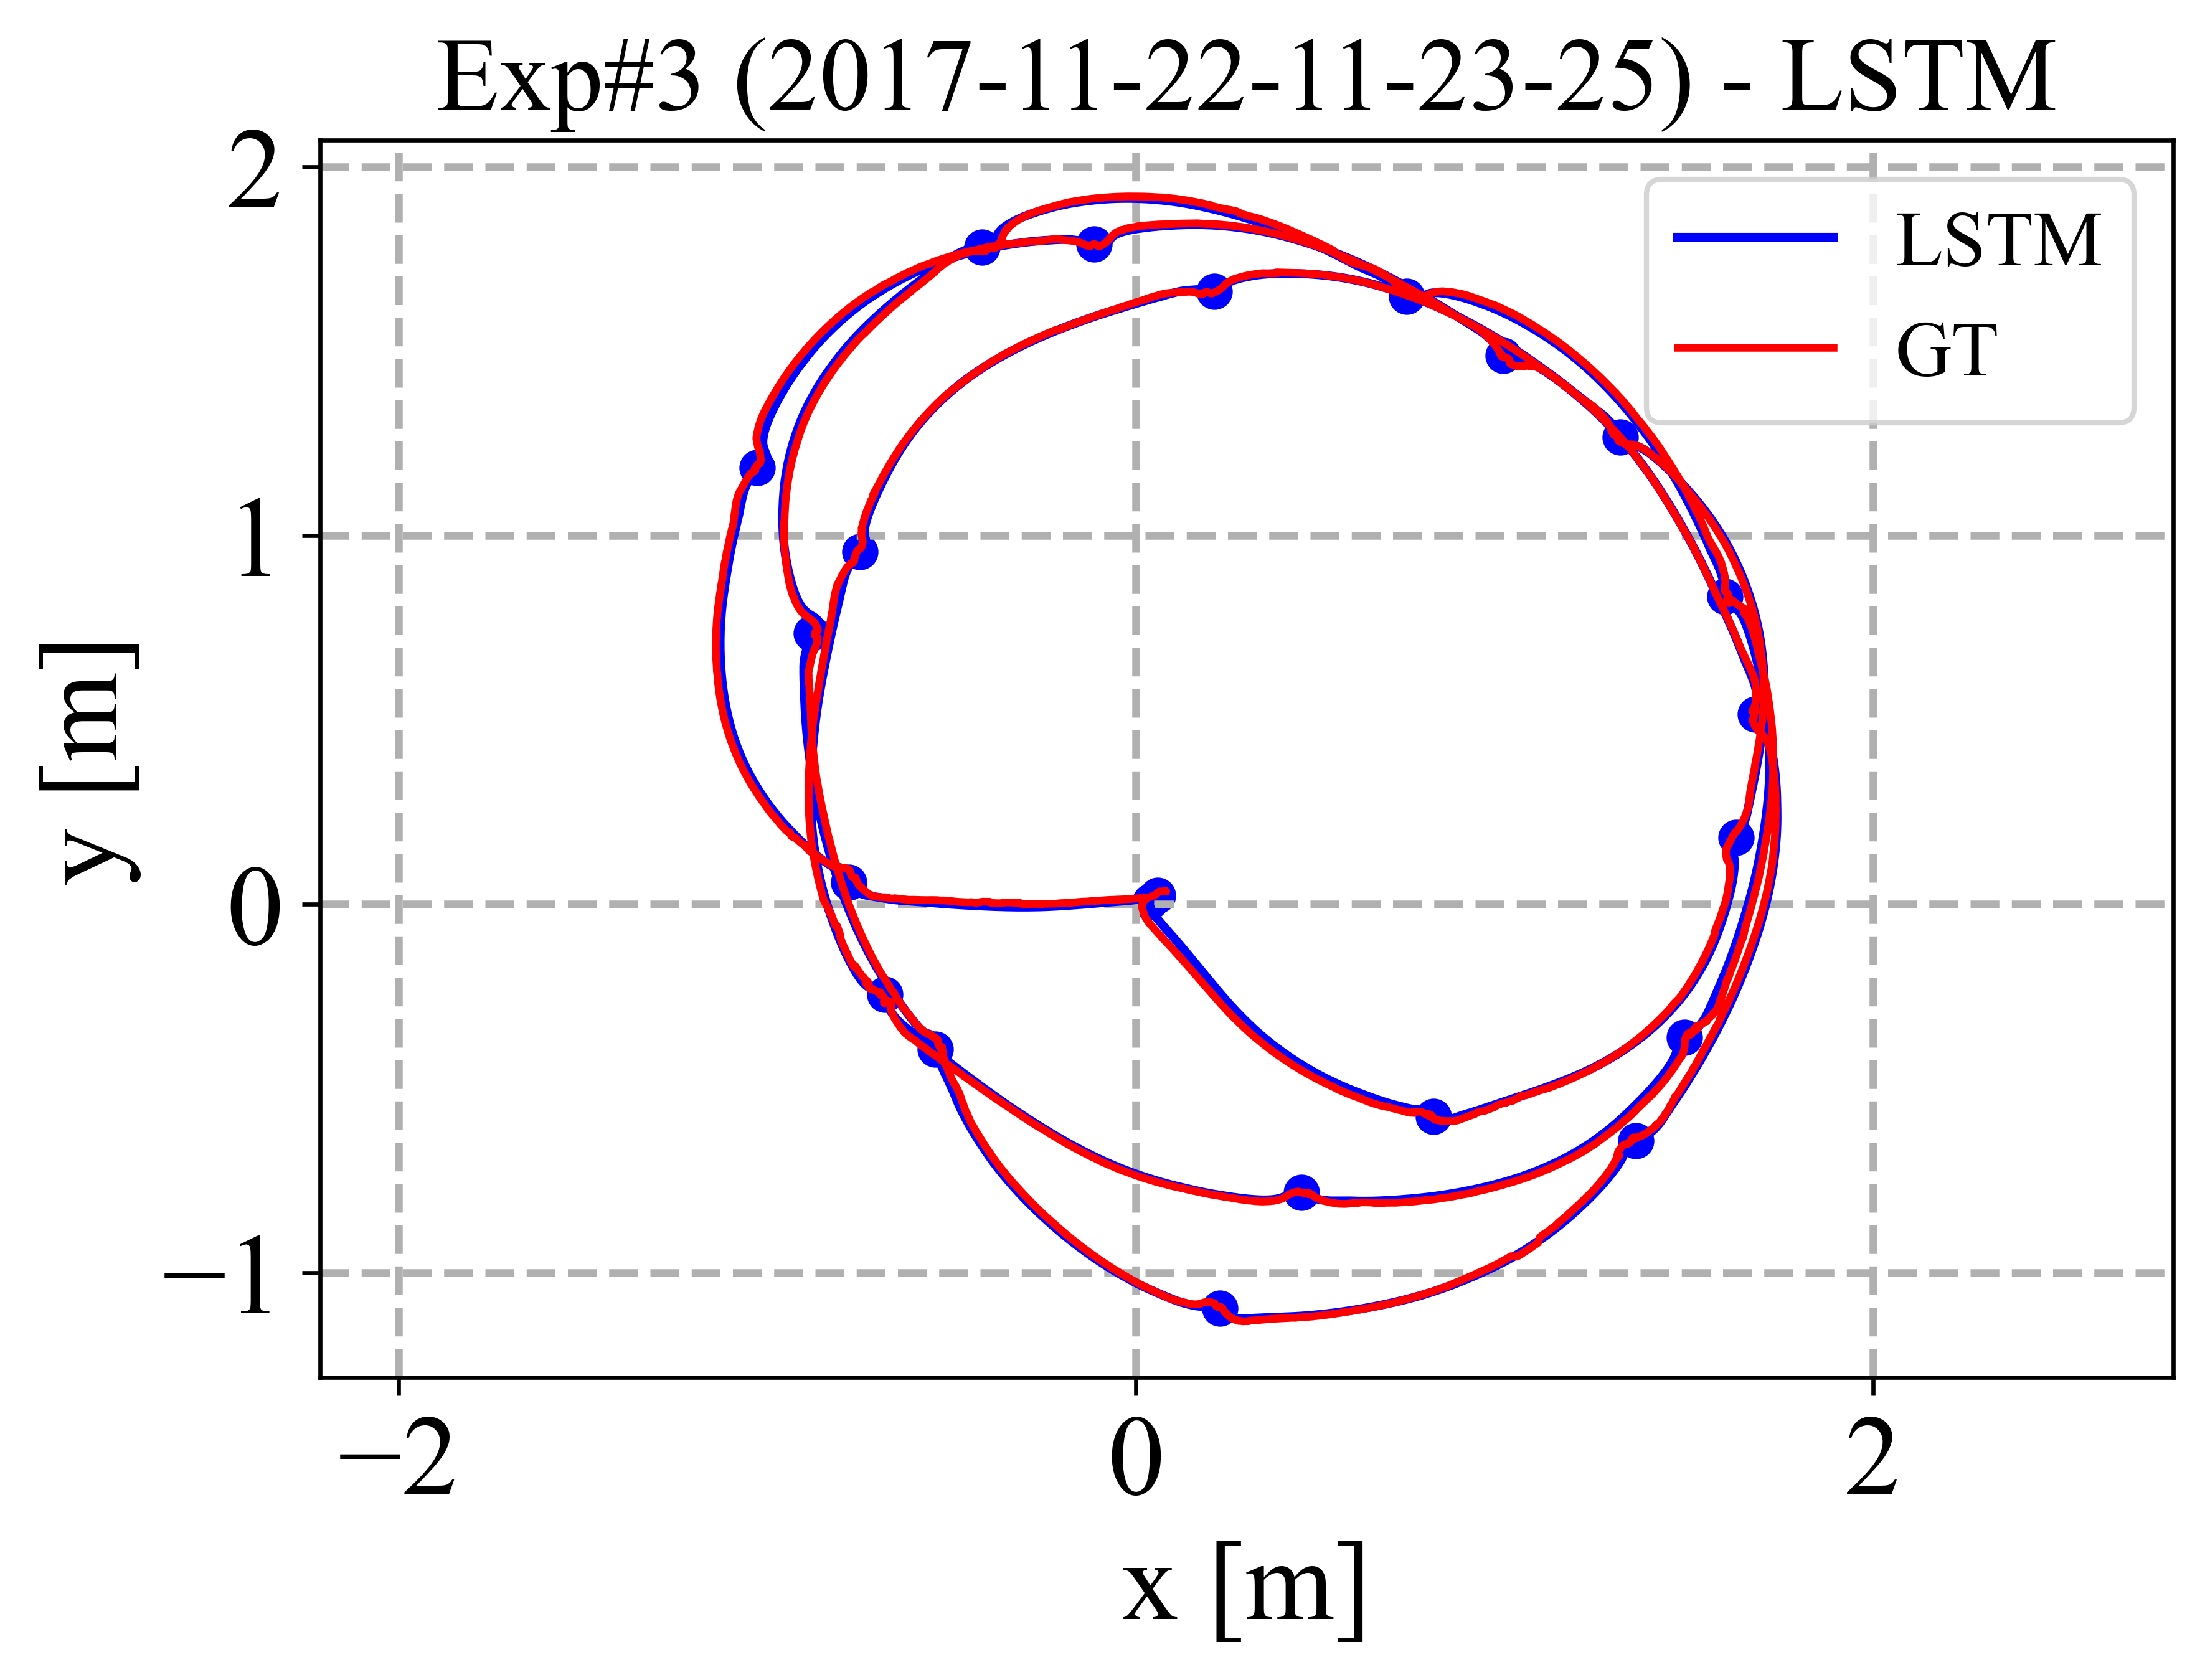 Exp#3 (2017-11-22-11-23-25) - LSTM
LSTM
GT
2
1
0
−1
y [m]
−2 0 2
x [m]